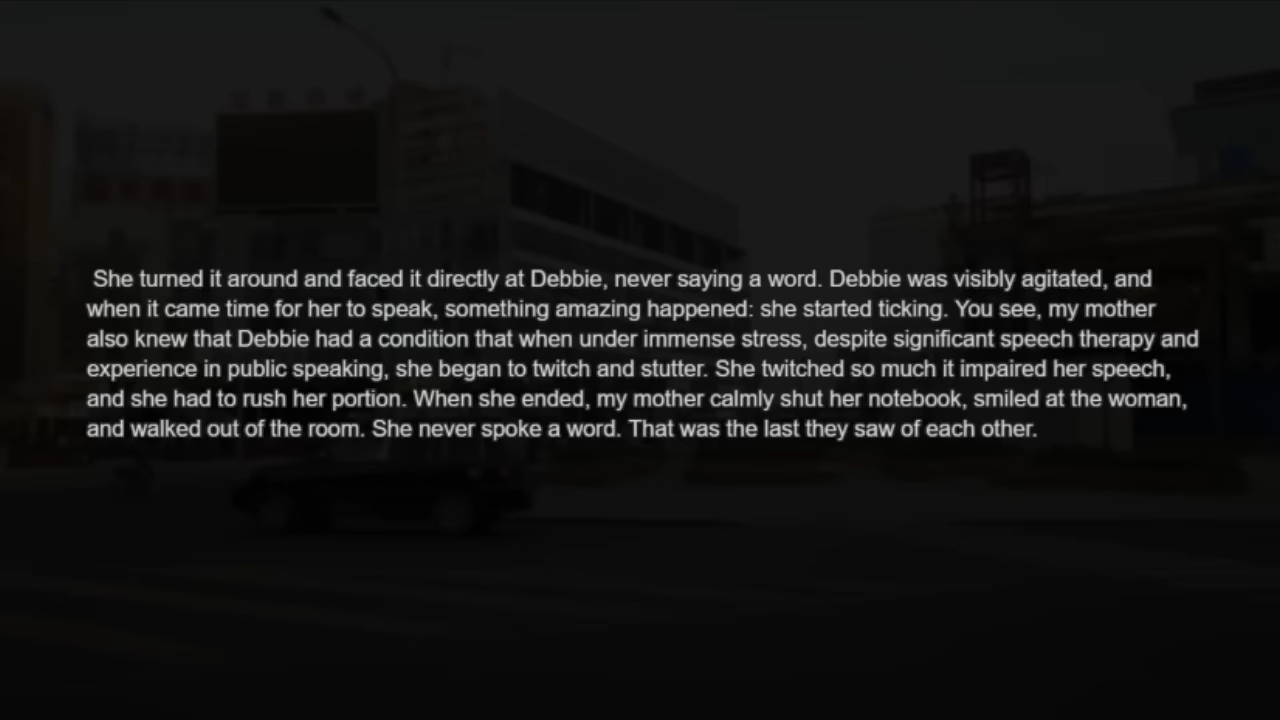 She turned it around and faced it directly at Debbie, never saying a word. Debbie was visibly agitated, and
when it came time for her to speak, something amazing happened: she started ticking. You see, my mother
also knew that Debbie had a condition that when under immense stress, despite significant speech therapy and
experience in public speaking, she began to twitch and stutter. She twitched so much it impaired her speech,
and she had to rush her portion. When she ended, my mother calmly shut her notebook, smiled at the woman,
and walked out of the room. She never spoke a word. That was the last they saw of each other.